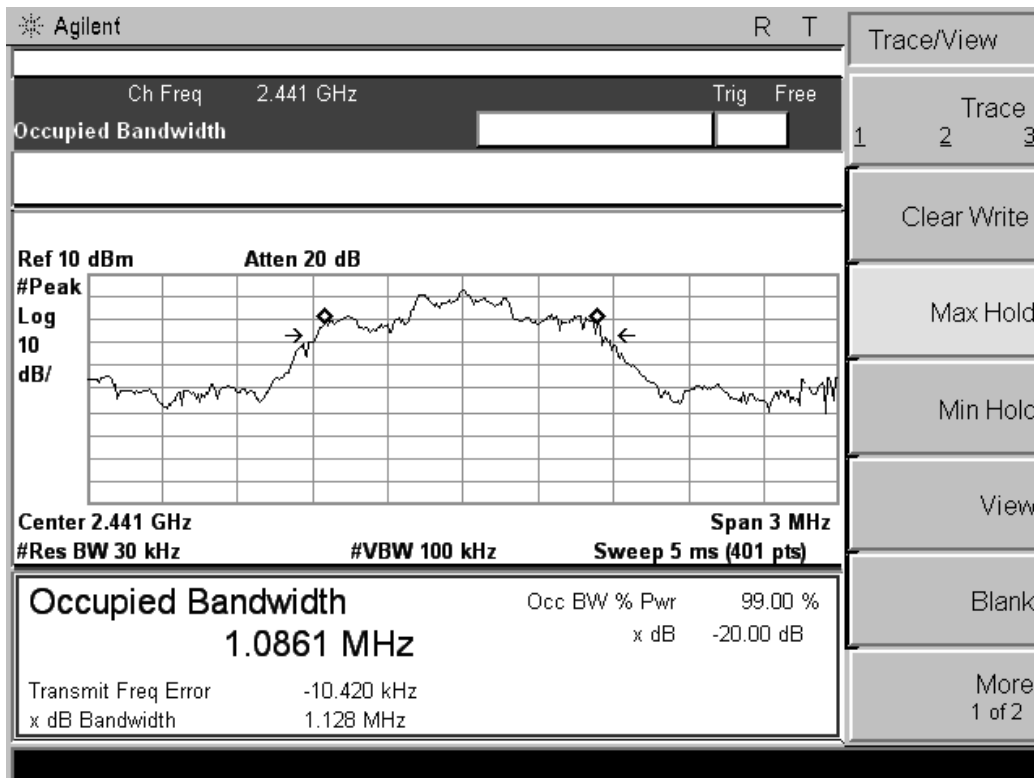 Agilent R T
Ch Freq 2.441 GHz Trig Free
Occupied Bandwidth
Ref 10 dBm Atten 20 dB
#Peak
Log
10
dB/
Center 2.441 GHz Span 3 MHz
#Res BW 30 kHz #VBW 100 kHz Sweep 5 ms (401 pts)
Occupied Bandwidth
1.0861 MHz
Occ BW % Pwr 99.00 %
x dB -20.00 dB
Transmit Freq Error -10.420 kHz
x dB Bandwidth 1.128 MHz
Trace/View
Trace
1 2 3
Clear Write
Max Hold
Min Hold
View
Blank
More
1 of 2